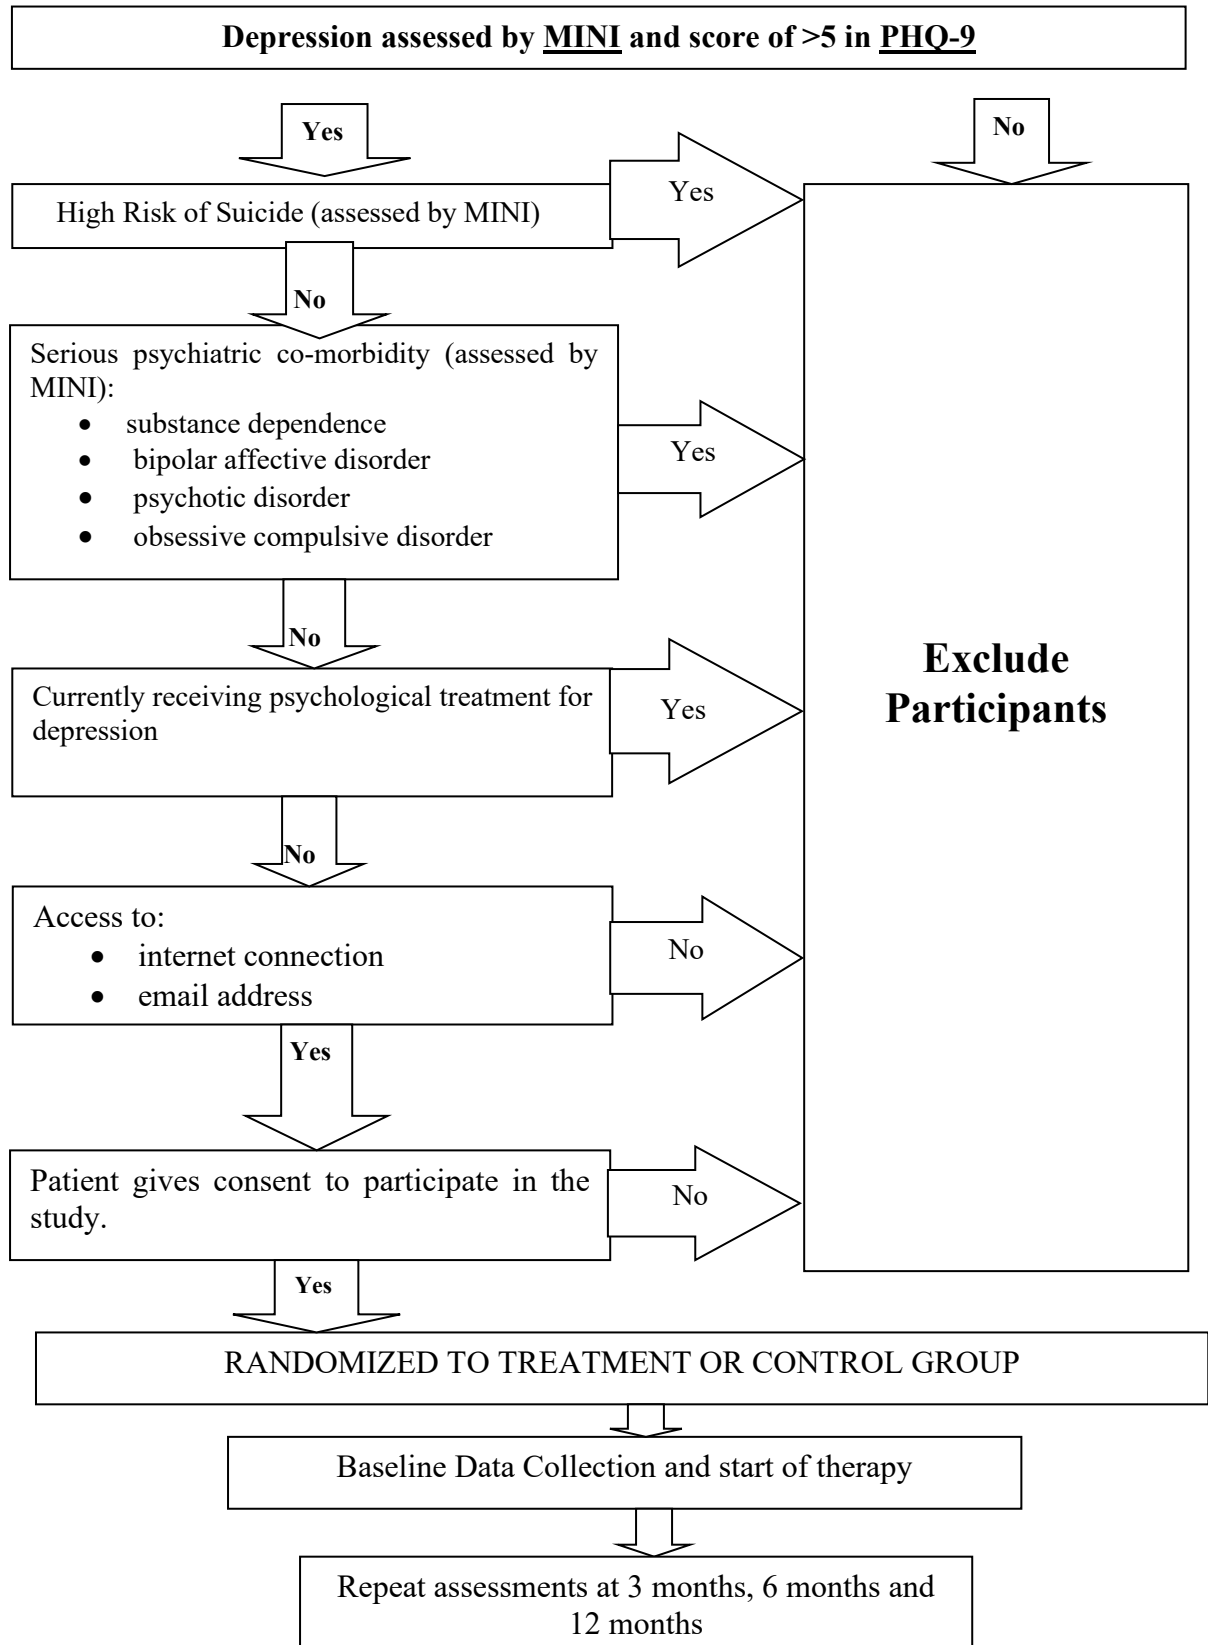 Depression assessed by MINI and score of >5 in PHQ-9
Yes
No
High Risk of Suicide (assessed by MINI)
Yes
No
Serious psychiatric co-morbidity (assessed by
MINI):
• substance dependence
• bipolar affective disorder
• psychotic disorder
• obsessive compulsive disorder
Yes
No
Exclude
Participants
Currently receiving psychological treatment for
depression
Yes
No
Access to:
• internet connection
• email address
No
Yes
Patient gives consent to participate in the
study.
No
Yes
RANDOMIZED TO TREATMENT OR CONTROL GROUP
Baseline Data Collection and start of therapy
Repeat assessments at 3 months, 6 months and
12 months